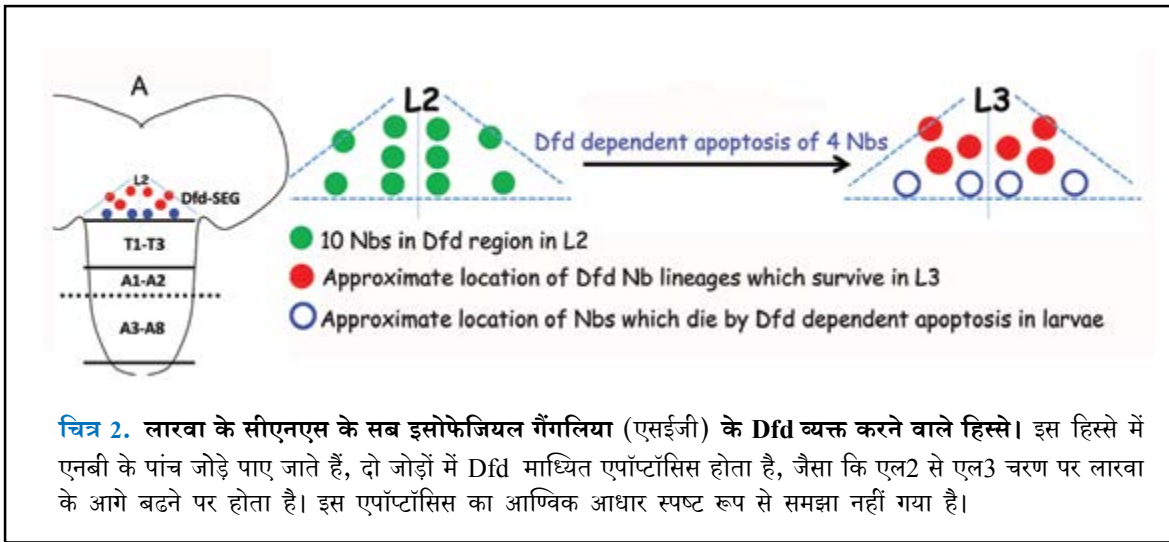 A
L2
Dfd-SEG
T1-T3
A1-A2
A3-A8
L2
Dfd dependent apoptosis of 4 Nbs
L3
10 Nbs in Dfd region in L2
Approximate location of Dfd Nb lineages which survive in L3
Approximate location of Nbs which die by Dfd dependent apoptosis in larvae
चित्र 2. लारवा के सीएनएस के सब इसोफेजियल गैंगलिया (एसईजी) के Dfd व्यक्त करने वाले हिस्से। इस हिस्से में
एनबी के पांच जोड़े पाए जाते हैं, दो जोड़ों में Dfd माध्यित एपॉप्टॉसिस होता है, जैसा कि एल2 से एल3 चरण पर लारवा
के आगे बढने पर होता है। इस एपॉप्टॉसिस का आण्विक आधार स्पष्ट रूप से समझा नहीं गया है।